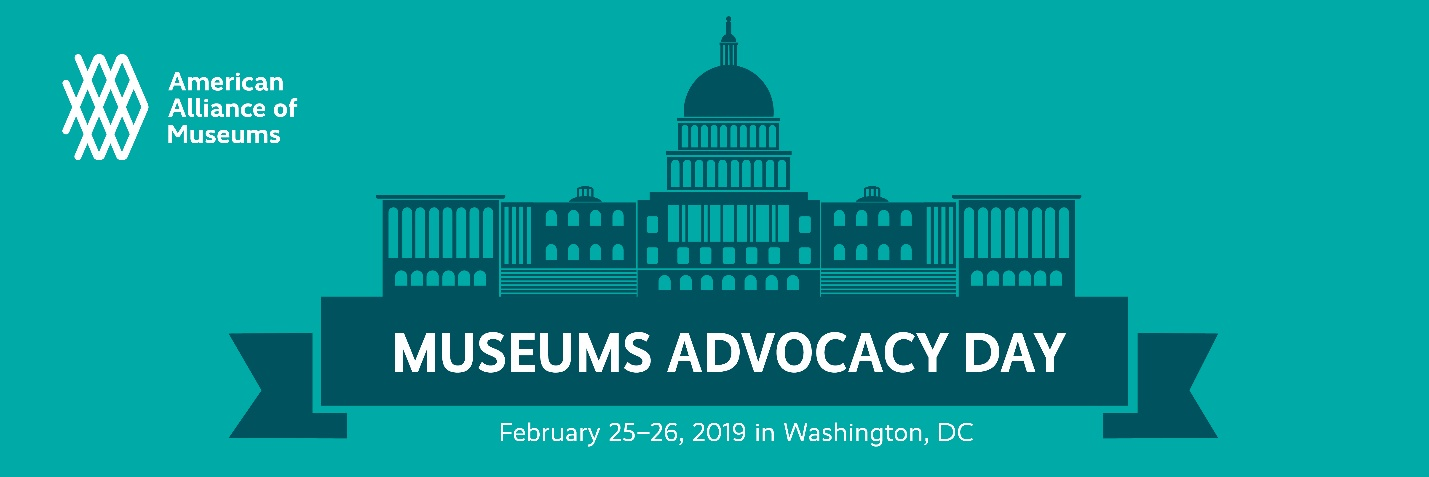 American
Alliance of
Museums
MUSEUMS ADVOCACY DAY
February 25–26, 2019 in Washington, DC